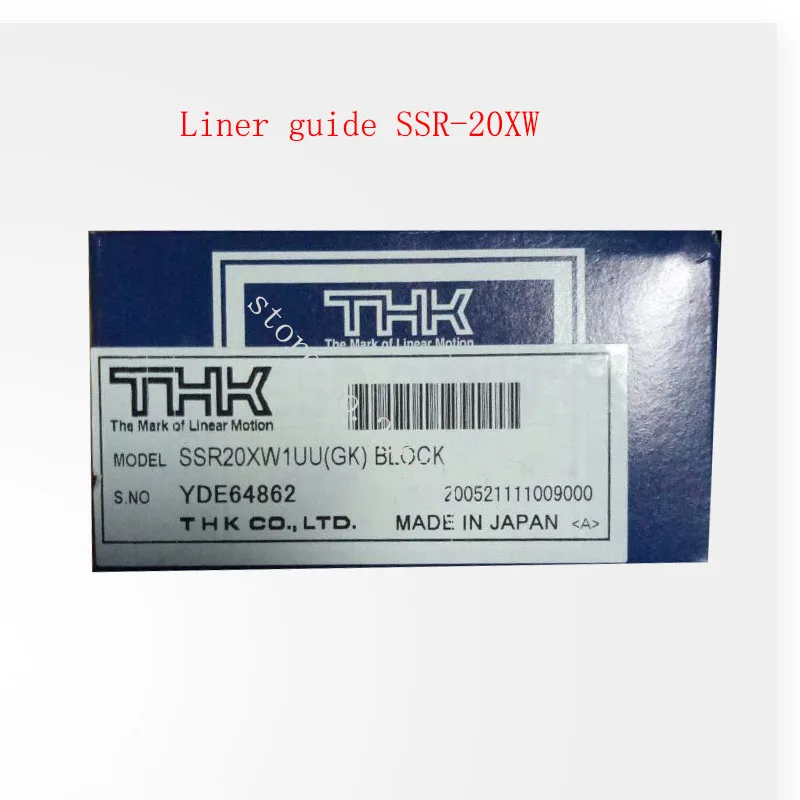 Liner guide SSR-20XW
THK
The Mark of Linear Motion
THK
The Mark of Linear Motion
MODEL SSR20XW1UU(GK) BLOCK
S.NO YDE64862 200521111009000
THK CO., LTD. MADE IN JAPAN <A>